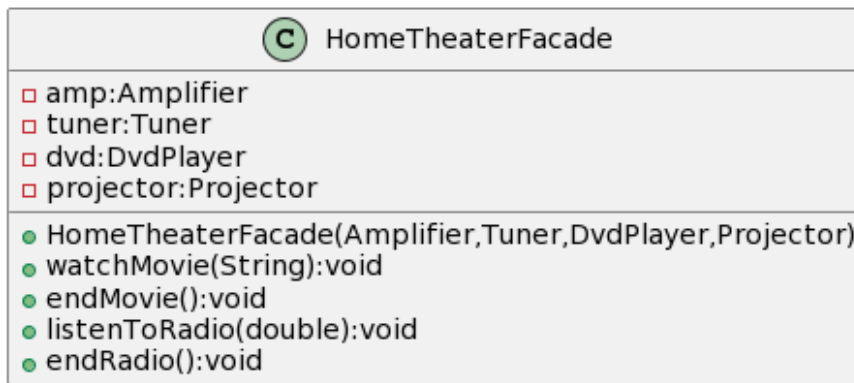 C HomeTheaterFacade
amp:Amplifier
tuner:Tuner
dvd:DvdPlayer
projector:Projector
HomeTheaterFacade(Amplifier,Tuner,DvdPlayer,Projector)
watchMovie(String):void
endMovie():void
listenToRadio(double):void
endRadio():void